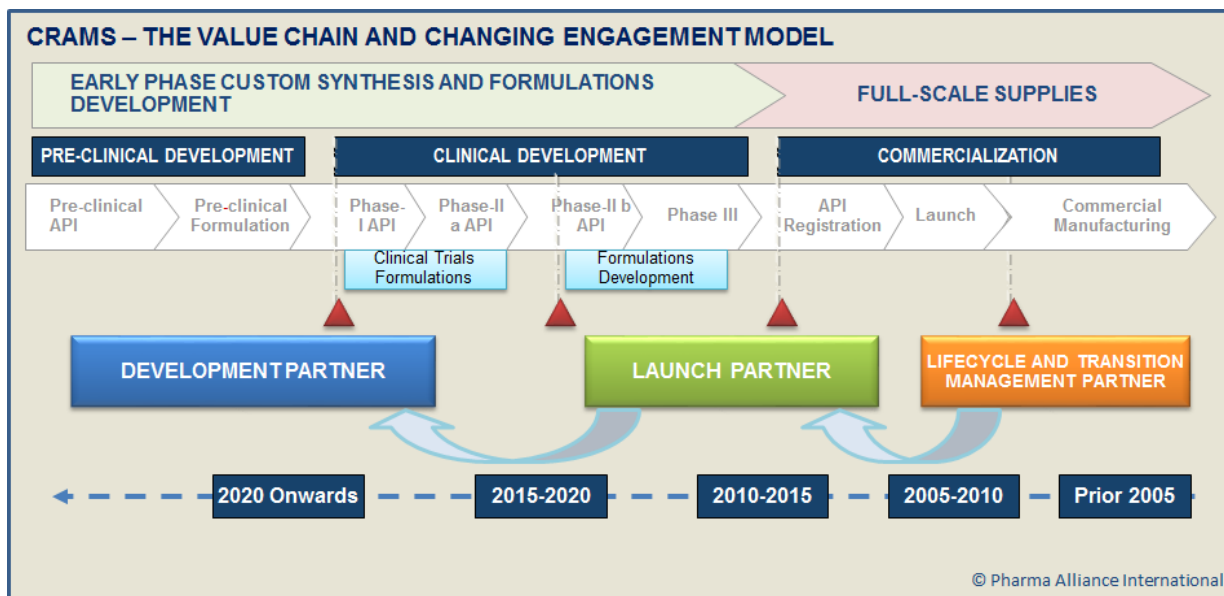 CRAMS – THE VALUE CHAIN AND CHANGING ENGAGEMENT MODEL
EARLY PHASE CUSTOM SYNTHESIS AND FORMULATIONS
DEVELOPMENT
FULL-SCALE SUPPLIES
PRE-CLINICAL DEVELOPMENT
CLINICAL DEVELOPMENT
COMMERCIALIZATION
Pre-clinical
API
Pre-clinical
Formulation
Phase-
I API
Phase-II
a API
Phase-II b
API
Phase III
API
Registration
Launch
Commercial
Manufacturing
Clinical Trials
Formulations
Formulations
Development
DEVELOPMENT PARTNER
LAUNCH PARTNER
LIFECYCLE AND TRANSITION
MANAGEMENT PARTNER
2020 Onwards
2015-2020
2010-2015
2005-2010
Prior 2005
© Pharma Alliance International